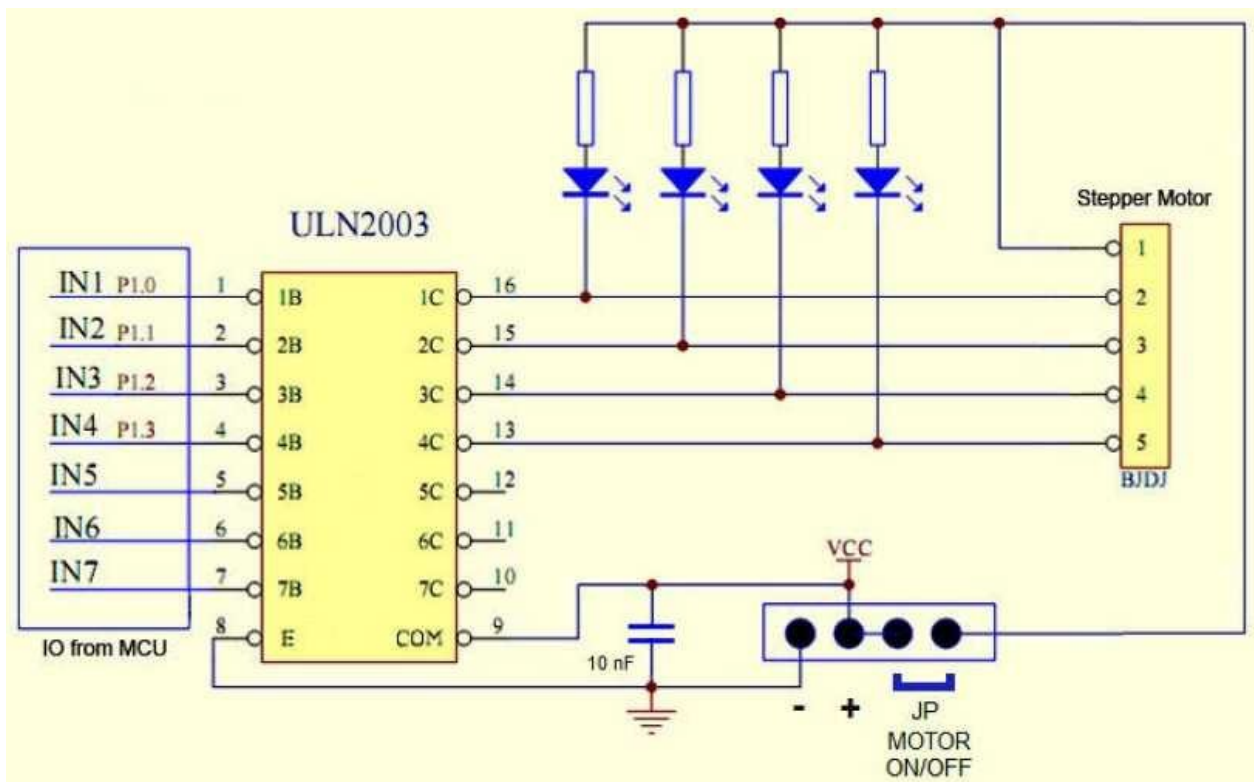 Stepper Motor
ULN2003
IN1 P1.0 1 1B 1C 16 1
2
IN2 P1.1 2 2B 2C 15 3
IN3 P1.2 3 3B 3C 14 4
IN4 P1.3 4 4B 4C 13 5
IN5 5 5B 5C 12 BJDJ
IN6 6 6B 6C 11
IN7 7 7B 7C 10
8 E COM 9
IO from MCU
VCC
10 nF
- +
JP
MOTOR
ON/OFF